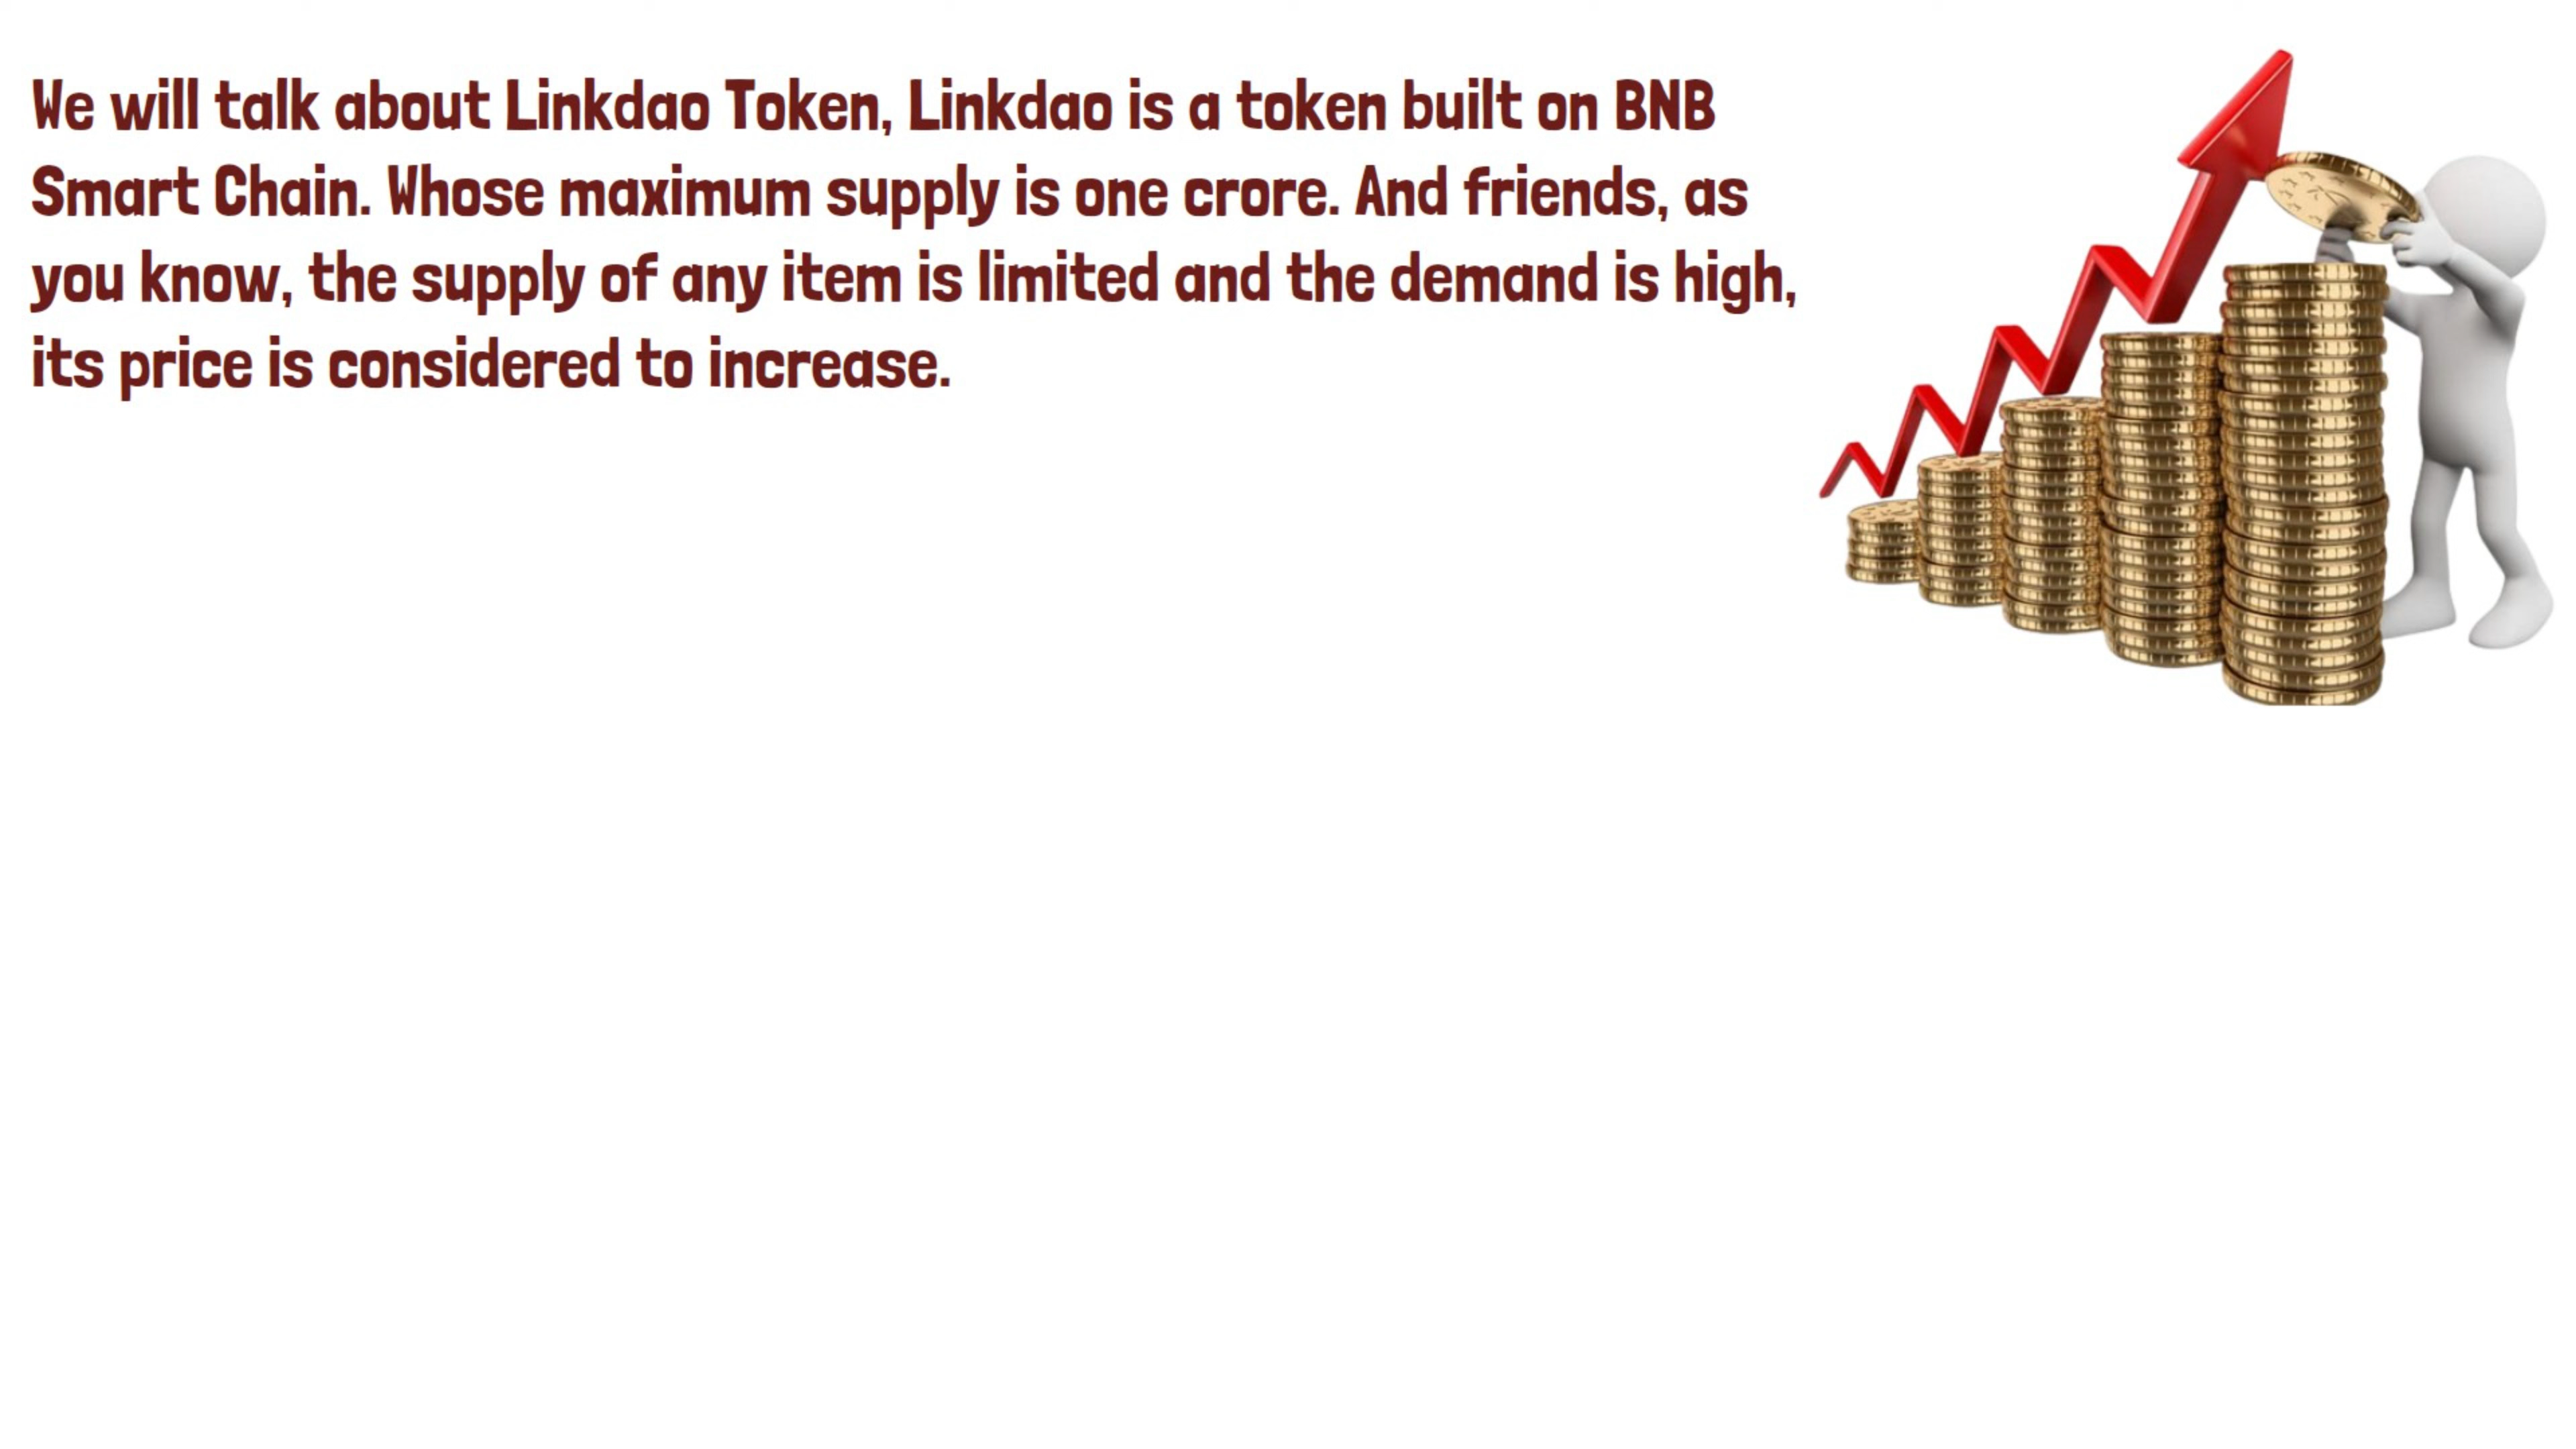 We will talk about Linkdao Token, Linkdao is a token built on BNB
Smart Chain. Whose maximum supply is one crore. And friends, as
you know, the supply of any item is limited and the demand is high,
its price is considered to increase.